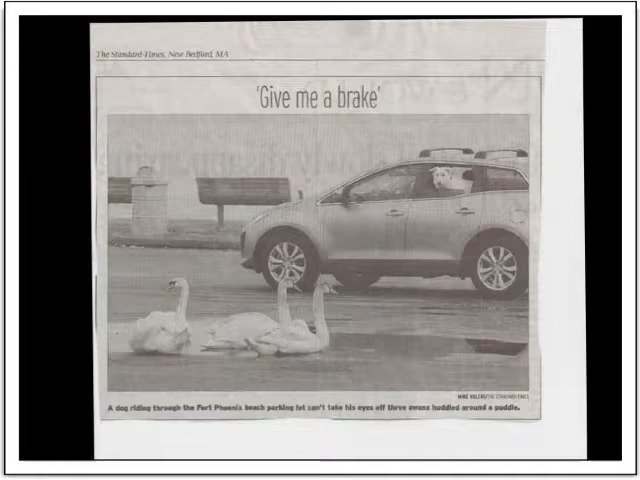 The Standard-Times, New Bedford, MA
'Give me a brake'
MIKE VALERI/THE STANDARD-TIMES
A dog riding through the Fort Phoenix beach parking lot can't take his eyes off three swans huddled around a puddle.